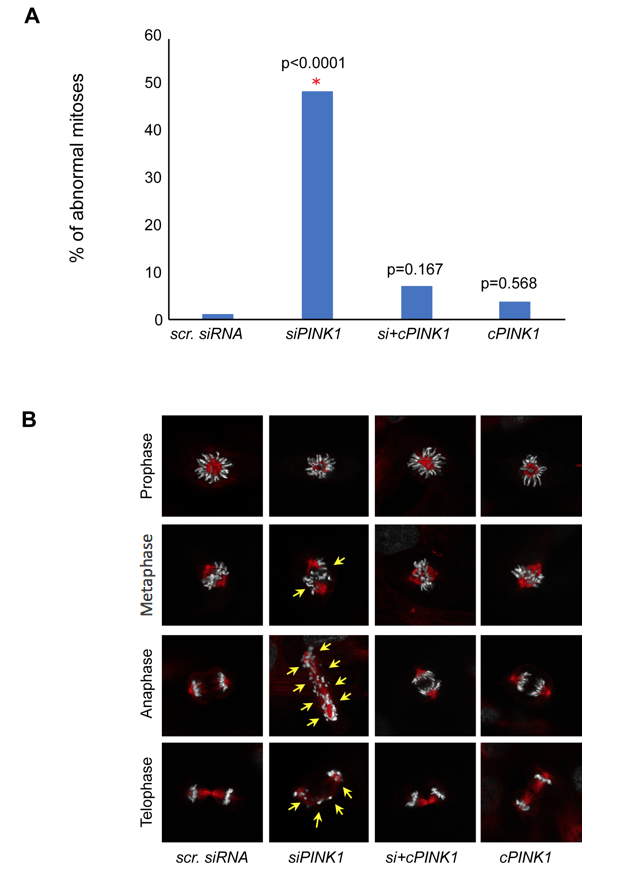 A
60
50
40
30
20
10
0
% of abnormal mitoses
p<0.0001
*
p=0.167
p=0.568
scr. siRNA siPINK1 si+cPINK1 cPINK1
B
Prophase
Metaphase
Anaphase
Telophase
scr. siRNA siPINK1 si+cPINK1 cPINK1